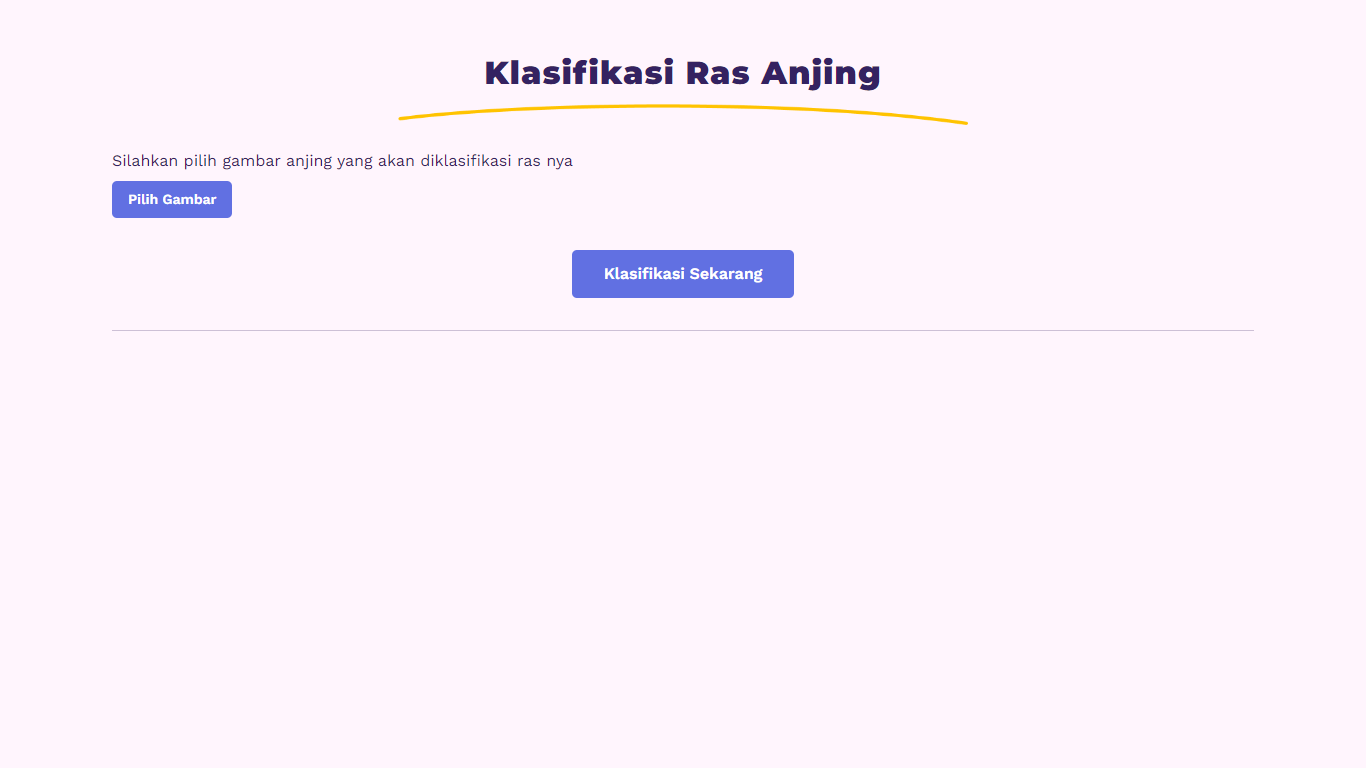 Klasifikasi Ras Anjing
Silahkan pilih gambar anjing yang akan diklasifikasi ras nya
Pilih Gambar
Klasifikasi Sekarang